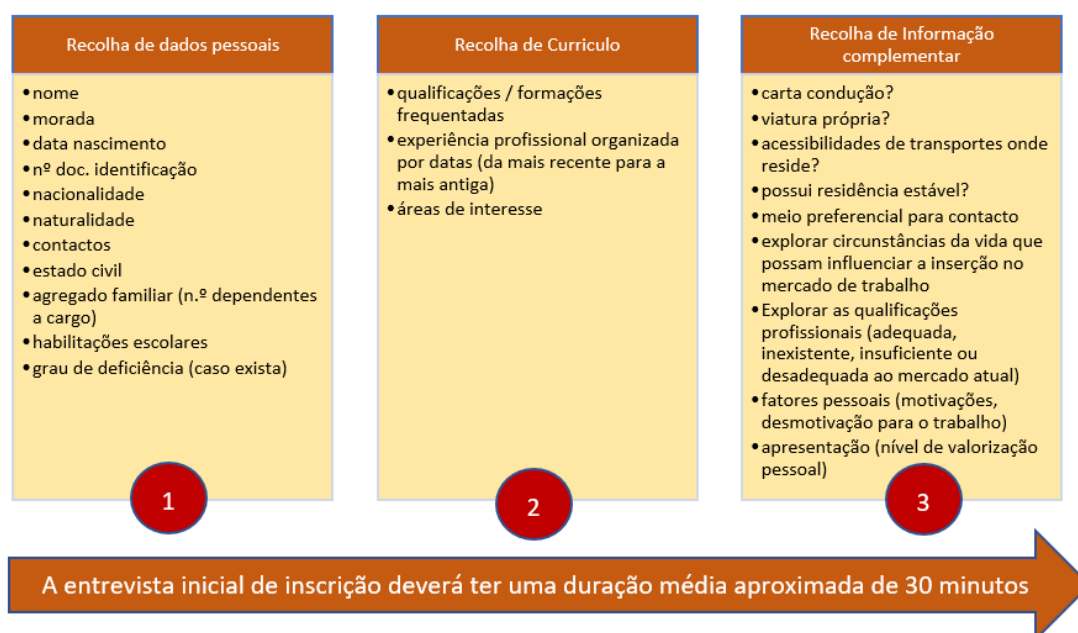 Recolha de dados pessoais
•nome
•morada
•data nascimento
•nº doc. identificação
•nacionalidade
•naturalidade
•contactos
•estado civil
•agregado familiar (n.º dependentes
a cargo)
•habilitações escolares
•grau de deficiência (caso exista)
1
Recolha de Curriculo
•qualificações / formações
frequentadas
•experiência profissional organizada
por datas (da mais recente para a
mais antiga)
•áreas de interesse
2
Recolha de Informação
complementar
•carta condução?
•viatura própria?
•acessibilidades de transportes onde
reside?
•possui residência estável?
•meio preferencial para contacto
•explorar circunstâncias da vida que
possam influenciar a inserção no
mercado de trabalho
•Explorar as qualificações
profissionais (adequada,
inexistente, insuficiente ou
desadequada ao mercado atual)
•fatores pessoais (motivações,
desmotivação para o trabalho)
•apresentação (nível de valorização
pessoal)
3
A entrevista inicial de inscrição deverá ter uma duração média aproximada de 30 minutos